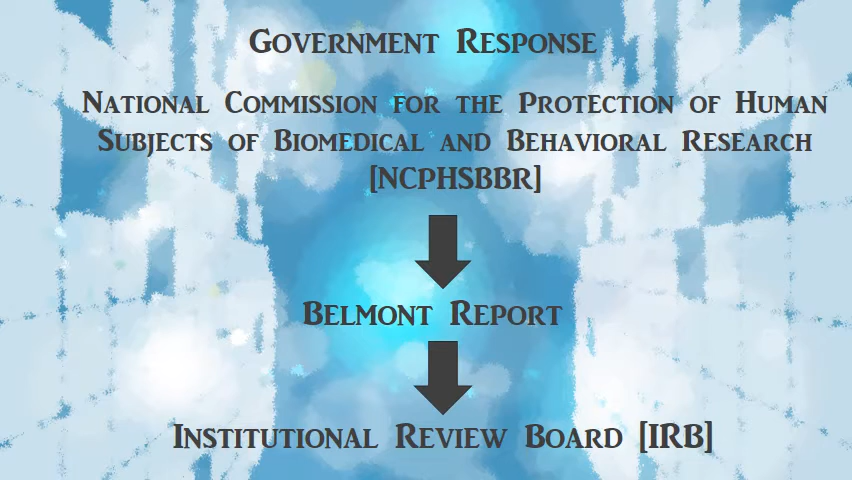 Government Response
National Commission for the Protection of Human
Subjects of Biomedical and Behavioral Research
[NCPHSBBR]
Belmont Report
Institutional Review Board [IRB]